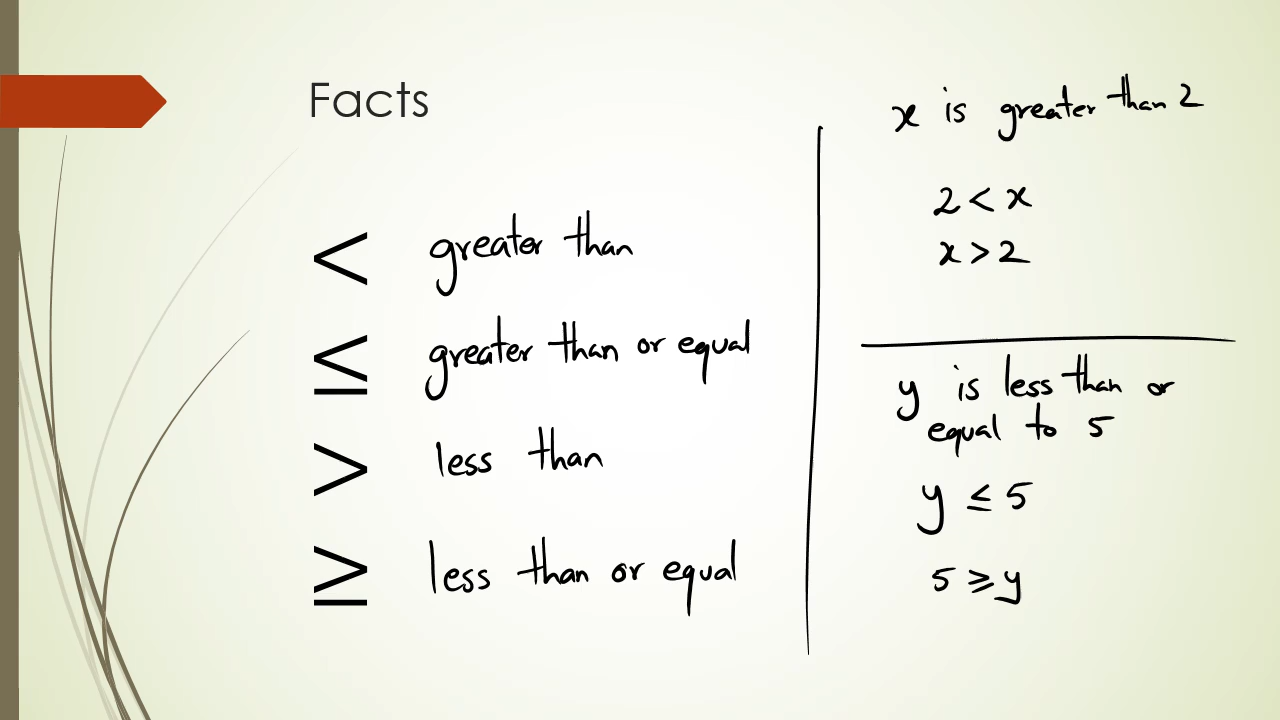 Facts
< greater than
≤ greater than or equal
> less than
≥ less than or equal
x is greater than 2
2 < x
x > 2
y is less than or
equal to 5
y ≤ 5
5 ≥ y